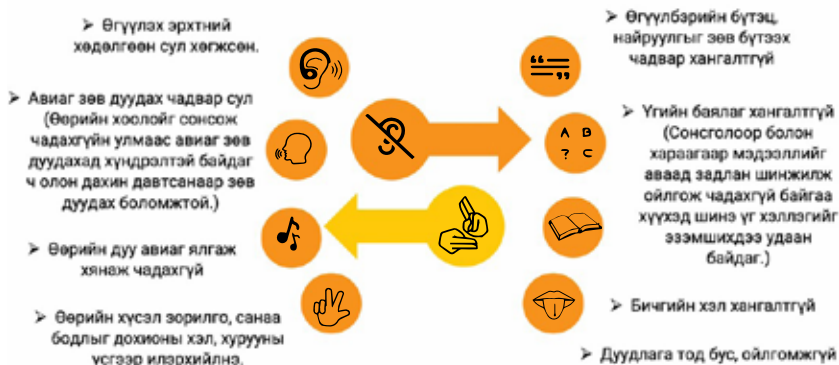 ➤ Өгүүлэх эрхтний
хөдөлгөөн сул хөгжсөн.
➤ Авиаг зөв дуудах чадвар сул
(Өөрийн хоолойг сонсож
чадахгүйн улмаас авиаг зөв
дуудахад хүндрэлтэй байдаг
ч олон дахин давтсанаар зөв
дуудах боломжтой.)
➤ Өөрийн дуу авиаг ялгаж
хянаж чадахгүй
➤ Өөрийн хүсэл зорилго, санаа
бодлыг дохионы хэл, хурууны
үсгээр илэрхийлнэ.
➤ Өгүүлбэрийн бүтэц,
найруулгыг зөв бүтээх
чадвар хангалтгүй
A B
? C
➤ Үгийн баялаг хангалтгүй
(Сонсголоор болон
хараагаар мэдээллийг
аваад задлан шинжилж
ойлгож чадахгүй байгаа
хүүхэд шинэ үг хэллэгийг
эзэмшихдээ удаан
байдаг.)
➤ Бичгийн хэл хангалтгүй
➤ Дуудлага тод бус, ойлгомжгүй